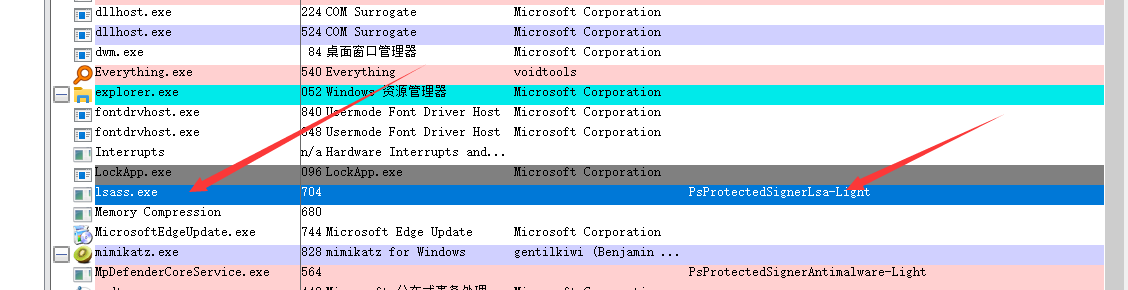 dllhost.exe 224 COM Surrogate Microsoft Corporation
dllhost.exe 524 COM Surrogate Microsoft Corporation
dwm.exe 84 桌面窗口管理器 Microsoft Corporation
Everything.exe 540 Everything voidtools
explorer.exe 052 Windows 资源管理器 Microsoft Corporation
fontdrvhost.exe 840 Usermode Font Driver Host Microsoft Corporation
fontdrvhost.exe 848 Usermode Font Driver Host Microsoft Corporation
Interrupts n/a Hardware Interrupts and...
LockApp.exe 096 LockApp.exe Microsoft Corporation
lsass.exe 704 PsProtectedSignerLsa-Light
Memory Compression 680
MicrosoftEdgeUpdate.exe 744 Microsoft Edge Update Microsoft Corporation
mimikatz.exe 828 mimikatz for Windows gentilkiwi (Benjamin ...
MpDefenderCoreService.exe 564 PsProtectedSignerAntimalware-Light